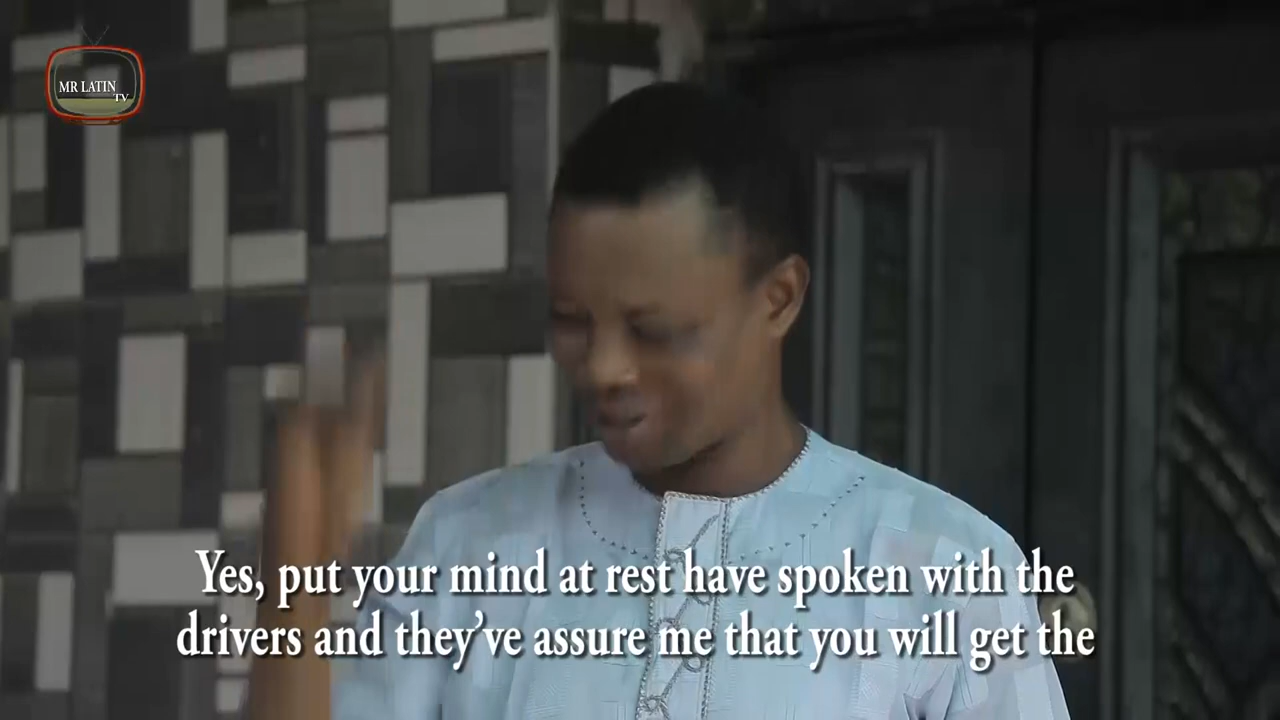 MR LATIN
TV
Yes, put your mind at rest have spoken with the
drivers and they've assure me that you will get the